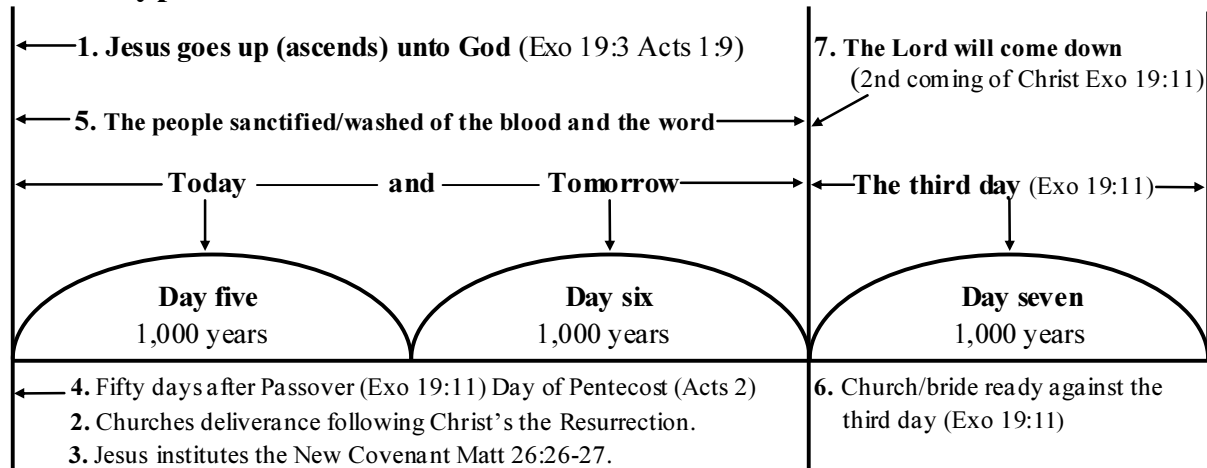 1. Jesus goes up (ascends) unto God (Exo 19:3 Acts 1:9)
7. The Lord will come down
(2nd coming of Christ Exo 19:11)
5. The people sanctified/washed of the blood and the word
Today and Tomorrow
The third day (Exo 19:11)
Day five
1,000 years
Day six
1,000 years
Day seven
1,000 years
4. Fifty days after Passover (Exo 19:11) Day of Pentecost (Acts 2)
2. Churches deliverance following Christ's the Resurrection.
3. Jesus institutes the New Covenant Matt 26:26-27.
6. Church/bride ready against the
third day (Exo 19:11)